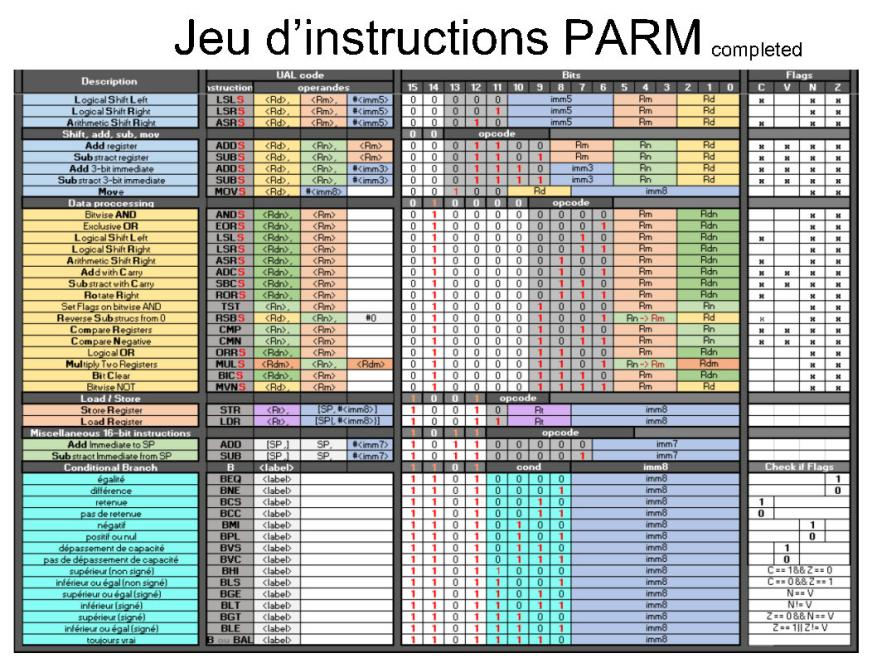 Jeu d'instructions PARM completed
Description UAL code Bits Flags
nstruction operandes 15 14 13 12 11 10 9 8 7 6 5 4 3 2 1 0 C V N Z
Logical Shift Left LSLS <Rd>, <Rm>, #<imm5> 0 0 0 0 0 imm5 Rm Rd x x x
Logical Shift Right LSRS <Rd>, <Rm>, #<imm5> 0 0 0 0 1 imm5 Rm Rd x x
Arithmetic Shift Right ASRS <Rd>, <Rm>, #<imm5> 0 0 0 1 0 imm5 Rm Rd x x x
Shift, add, sub, mov 0 0 opcode
Add register ADDS <Rd>, <Rn>, <Rm> 0 0 0 1 1 0 0 Rm Rn Rd x x x x
Substract register SUBS <Rd>, <Rn>, <Rm> 0 0 0 1 1 0 1 Rm Rn Rd x x x x
Add 3-bit immediate ADDS <Rd>, <Rn>, #<imm3> 0 0 0 1 1 1 0 imm3 Rn Rd x x x x
Substract 3-bit immediate SUBS <Rd>, <Rn>, #<imm3> 0 0 0 1 1 1 1 imm3 Rn Rd x x x x
Move MOVS <Rd>, #<imm8> 0 0 1 0 0 Rd imm8 x x
Data proccessing 0 1 0 0 0 0 opcode
Bitwise AND ANDS <Rdn>, <Rm> 0 1 0 0 0 0 0 0 0 0 Rm Rdn x x
Exclusive OR EORS <Rdn>, <Rm> 0 1 0 0 0 0 0 0 0 1 Rm Rdn x x
Logical Shift Left LSLS <Rdn>, <Rm> 0 1 0 0 0 0 0 0 1 0 Rm Rdn x x x
Logical Shift Right LSRS <Rdn>, <Rm> 0 1 0 0 0 0 0 0 1 1 Rm Rdn x x
Arithmetic Shift Right ASRS <Rdn>, <Rm> 0 1 0 0 0 0 0 1 0 0 Rm Rdn x x x
Add with Carry ADCS <Rdn>, <Rm> 0 1 0 0 0 0 0 1 0 1 Rm Rdn x x x x
Substract with Carry SBCS <Rdn>, <Rm> 0 1 0 0 0 0 0 1 1 0 Rm Rdn x x x x
Rotate Right RORS <Rdn>, <Rm> 0 1 0 0 0 0 0 1 1 1 Rm Rdn x x x
Set Flags on bitwise AND TST <Rn>, <Rm> 0 1 0 0 0 0 1 0 0 0 Rm Rn x x
Reverse Substrucs from 0 RSBS <Rd>, <Rn>, #0 0 1 0 0 0 0 1 0 0 1 Rn -> Rm Rd x x x
Compare Registers CMP <Rn>, <Rm> 0 1 0 0 0 0 1 0 1 0 Rm Rn x x x x
Compare Negative CMN <Rn>, <Rm> 0 1 0 0 0 0 1 0 1 1 Rm Rn x x x x
Logical OR ORRS <Rdn>, <Rm> 0 1 0 0 0 0 1 1 0 0 Rm Rdn x x
Multiply Two Registers MULS <Rdm>, <Rn>, <Rdm> 0 1 0 0 0 0 1 1 0 1 Rn -> Rm Rdm x x
Bit Clear BICS <Rdn>, <Rm> 0 1 0 0 0 0 1 1 1 0 Rm Rdn x x
Bitwise NOT MVNS <Rd>, <Rm> 0 1 0 0 0 0 1 1 1 1 Rm Rd x x
Load / Store 1 0 0 1 opcode
Store Register STR <Rt>, [SP, #<imm8>] 1 0 0 1 0 Rt imm8
Load Register LDR <Rt>, [SP{, #<imm8>}] 1 0 0 1 1 Rt imm8
Miscellaneous 16-bit instructions 1 0 1 1 opcode
Add Immediate to SP ADD [SP,] SP, #<imm7> 1 0 1 1 0 0 0 0 0 imm7
Substract Immediate from SP SUB [SP,] SP, #<imm7> 1 0 1 1 0 0 0 0 1 imm7
Conditional Branch B <label> 1 1 0 1 cond imm8 Check if Flags
égalité BEQ <label> 1 1 0 1 0 0 0 0 imm8 1
différence BNE <label> 1 1 0 1 0 0 0 1 imm8 0
retenue BCS <label> 1 1 0 1 0 0 1 0 imm8 1
pas de retenue BCC <label> 1 1 0 1 0 0 1 1 imm8 0
négatif BMI <label> 1 1 0 1 0 1 0 0 imm8 1
positif ou nul BPL <label> 1 1 0 1 0 1 0 1 imm8 0
dépassement de capacité BVS <label> 1 1 0 1 0 1 1 0 imm8 1
pas de dépassement de capacité BVC <label> 1 1 0 1 0 1 1 1 imm8 0
supérieur (non signé) BHI <label> 1 1 0 1 1 0 0 0 imm8 C == 1 && Z == 0
inférieur ou égal (non signé) BLS <label> 1 1 0 1 1 0 0 1 imm8 C == 0 && Z == 1
supérieur ou égal (signé) BGE <label> 1 1 0 1 1 0 1 0 imm8 N == V
inférieur (signé) BLT <label> 1 1 0 1 1 0 1 1 imm8 N != V
supérieur (signé) BGT <label> 1 1 0 1 1 1 0 0 imm8 Z == 0 && N == V
inférieur ou égal (signé) BLE <label> 1 1 0 1 1 1 0 1 imm8 Z == 1 || Z != V
toujours vrai B ou BAL <label> 1 1 0 1 1 1 1 0 imm8